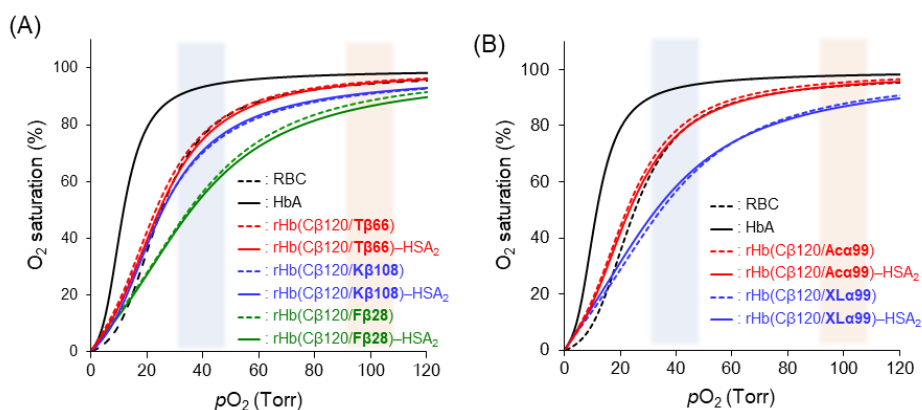 (A)
O₂ saturation (%)
100
80
60
40
20
0
0 20 40 60 80 100 120
pO₂ (Torr)
: RBC
: HbA
: rHb(Cβ120/Tβ66)
: rHb(Cβ120/Tβ66)–HSA₂
: rHb(Cβ120/Kβ108)
: rHb(Cβ120/Kβ108)–HSA₂
: rHb(Cβ120/Fβ28)
: rHb(Cβ120/Fβ28)–HSA₂
(B)
O₂ saturation (%)
100
80
60
40
20
0
0 20 40 60 80 100 120
pO₂ (Torr)
: RBC
: HbA
: rHb(Cβ120/Acα99)
: rHb(Cβ120/Acα99)–HSA₂
: rHb(Cβ120/XLα99)
: rHb(Cβ120/XLα99)–HSA₂